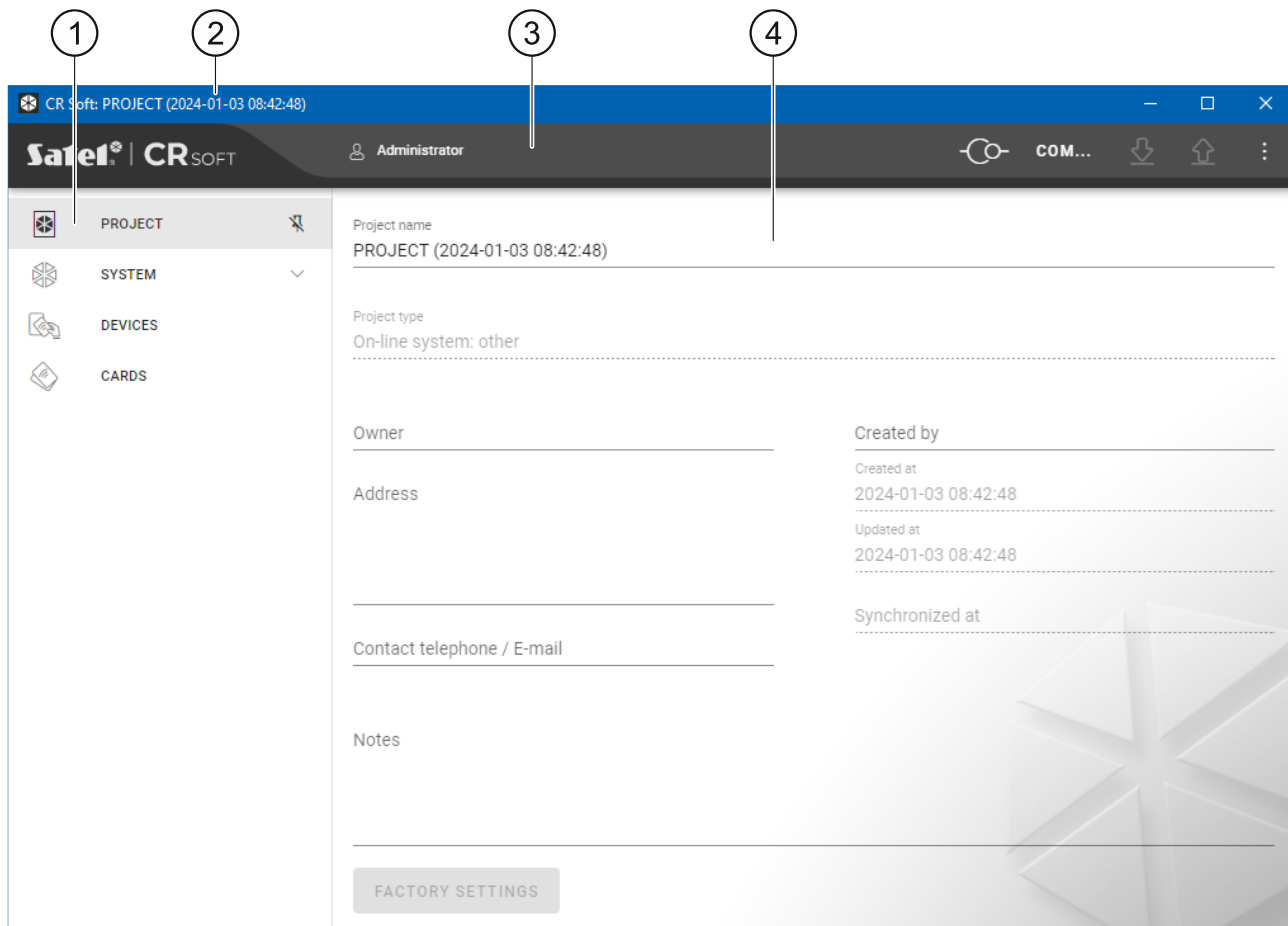 1 2 3 4
CR Soft: PROJECT (2024-01-03 08:42:48)
Satel® | CR SOFT
Administrator
COM...
PROJECT
SYSTEM
DEVICES
CARDS
Project name
PROJECT (2024-01-03 08:42:48)
Project type
On-line system: other
Owner
Created by
Created at
2024-01-03 08:42:48
Address
Updated at
2024-01-03 08:42:48
Synchronized at
Contact telephone / E-mail
Notes
FACTORY SETTINGS